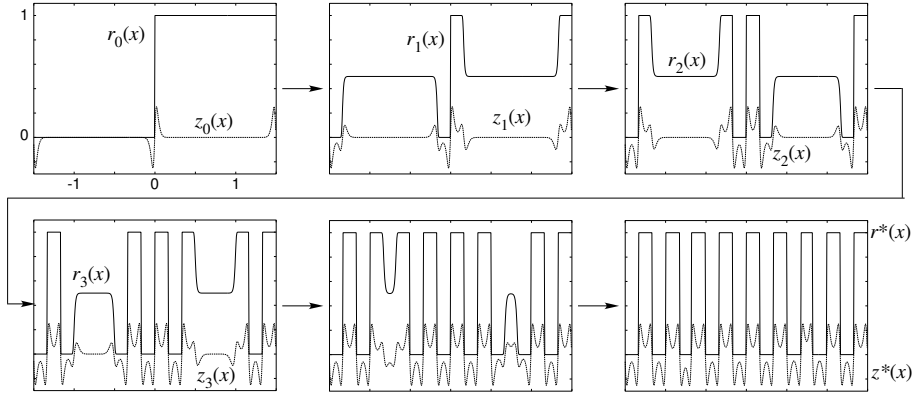 1
r₀(x)
z₀(x)
0
-1
0
1
r₁(x)
z₁(x)
r₂(x)
z₂(x)
r₃(x)
z₃(x)
r*(x)
z*(x)